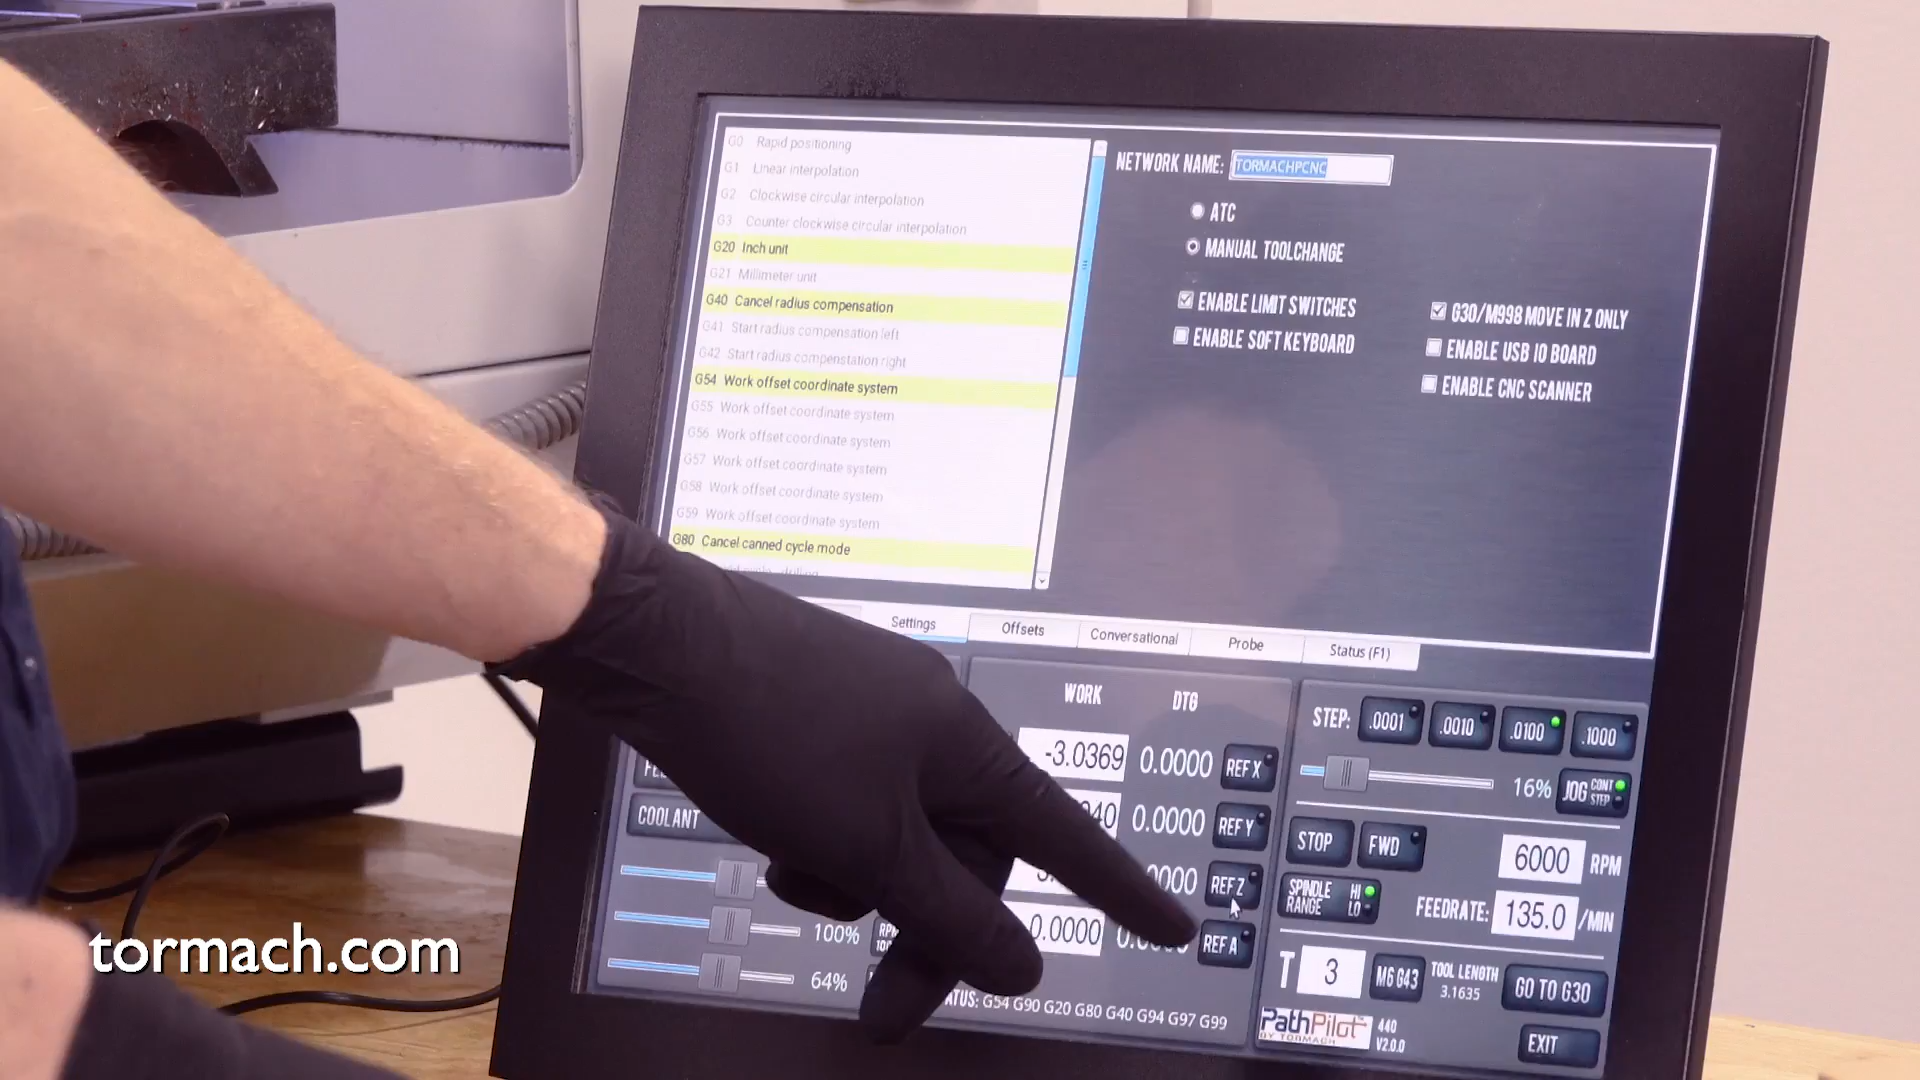 G0 Rapid positioning
G1 Linear interpolation
G2 Clockwise circular interpolation
G3 Counter clockwise circular interpolation
G20 Inch unit
G21 Millimeter unit
G40 Cancel radius compensation
G41 Start radius compensation left
G42 Start radius compenstation right
G54 Work offset coordinate system
G55 Work offset coordinate system
G56 Work offset coordinate system
G57 Work offset coordinate system
G58 Work offset coordinate system
G59 Work offset coordinate system
G80 Cancel canned cycle mode
NETWORK NAME: TORMACHPCNC
ATC
MANUAL TOOLCHANGE
ENABLE LIMIT SWITCHES
ENABLE SOFT KEYBOARD
G30/M998 MOVE IN Z ONLY
ENABLE USB IO BOARD
ENABLE CNC SCANNER
Settings Offsets Conversational Probe Status (F1)
WORK DTG
-3.0369 0.0000 REF X
0.0000 REF Y
REF Z
0.0000 REF A
COOLANT
100%
64%
G54 G90 G20 G80 G40 G94 G97 G99
STEP: .0001 .0010 .0100 .1000
16% JOG CONT STEP
STOP FWD 6000 RPM
SPINDLE RANGE HI LO FEEDRATE: 135.0 /MIN
T 3 M6 G43 TOOL LENGTH 3.1635 GO TO G30
PathPilot BY TORMACH 440 V2.0.0 EXIT
tormach.com